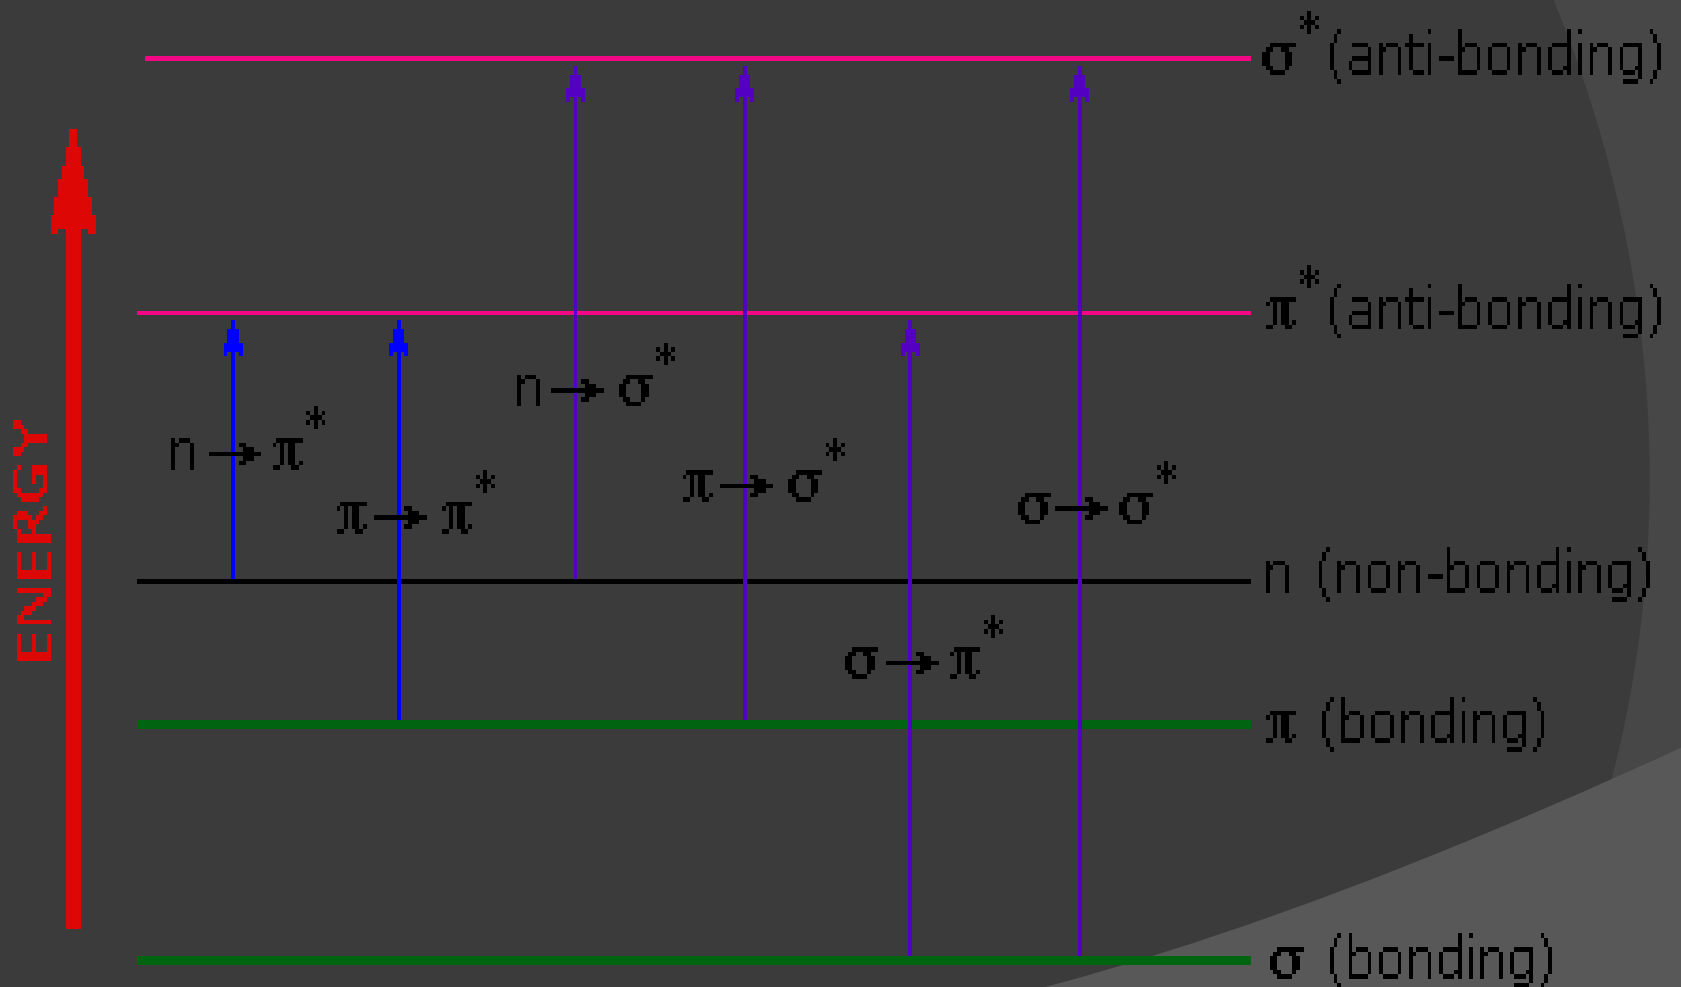 σ* (anti-bonding)
π* (anti-bonding)
n → σ*
n → π*
π → σ*
π → π*
σ → σ*
n (non-bonding)
ENERGY
σ → π*
π (bonding)
σ (bonding)